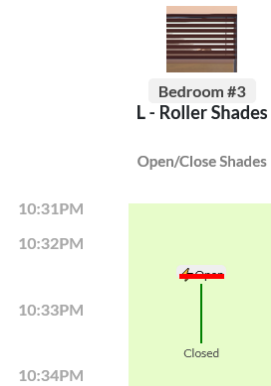 Bedroom #3
L - Roller Shades
Open/Close Shades
10:31PM
10:32PM
10:33PM
Closed
10:34PM